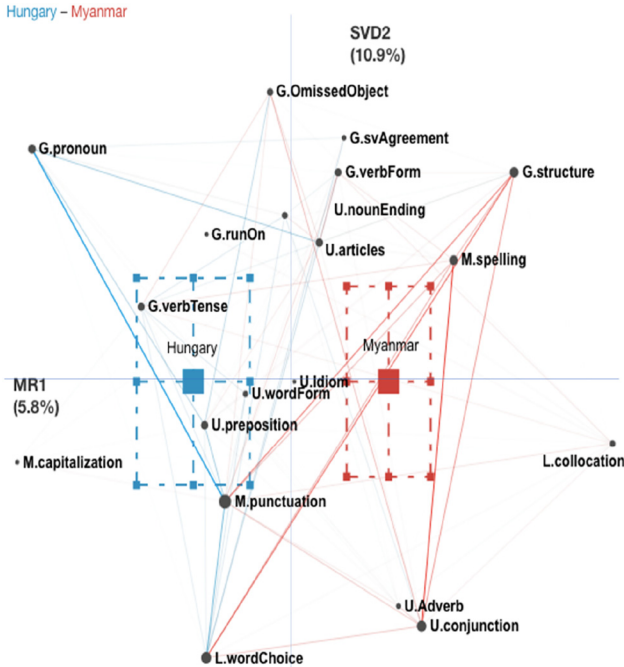 Hungary – Myanmar
SVD2
(10.9%)
G.OmissedObject
G.svAgreement
G.pronoun
G.verbForm
G.structure
U.nounEnding
G.runOn
U.articles
M.spelling
G.verbTense
Hungary
Myanmar
MR1
(5.8%)
U.Idiom
U.wordForm
U.preposition
M.capitalization
L.collocation
M.punctuation
U.Adverb
U.conjunction
L.wordChoice